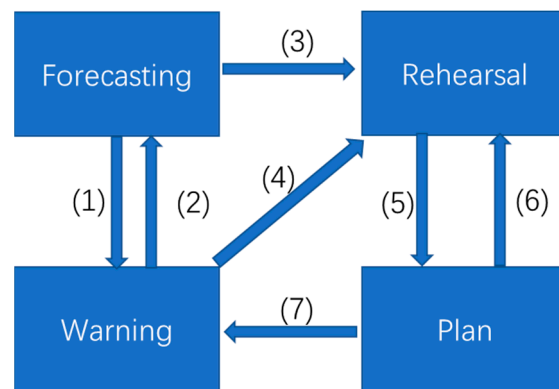 (3)
Forecasting
Rehearsal
(1)
(2)
(4)
(5)
(6)
(7)
Warning
Plan